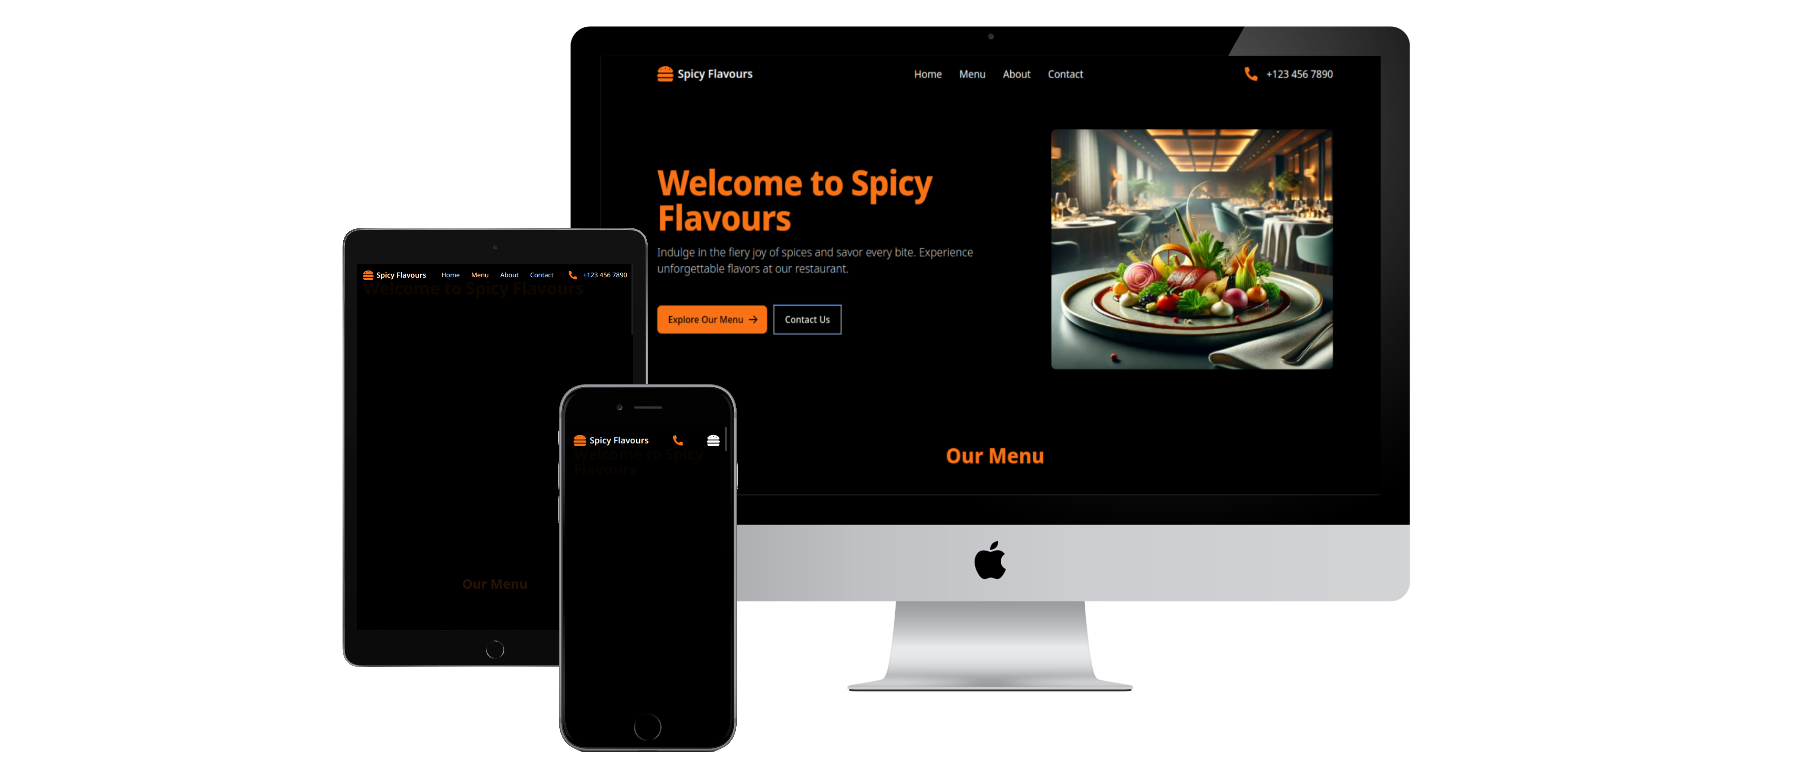 Spicy Flavours
Home Menu About Contact
+123 456 7890
Welcome to Spicy
Flavours
Indulge in the fiery joy of spices and savor every bite. Experience
unforgettable flavors at our restaurant.
Explore Our Menu
Contact Us
Our Menu
Spicy Flavours Home Menu About Contact +123 456 7890
Welcome to Spicy Flavours
Our Menu
Spicy Flavours
Welcome to Spicy
Flavours